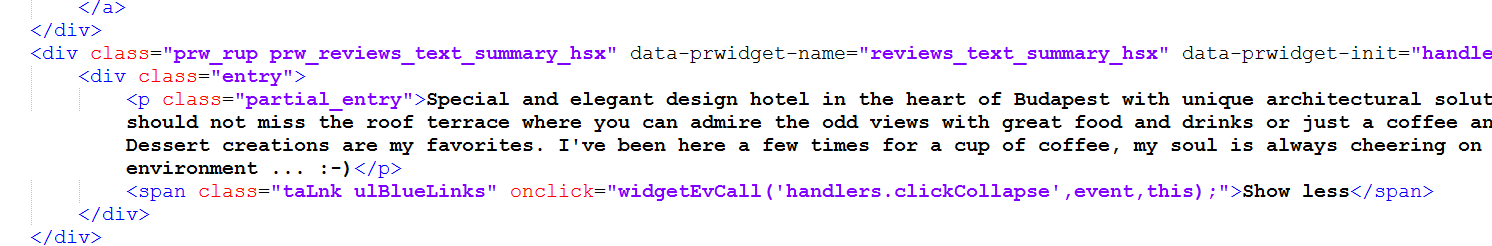 </a>
</div>
<div class="prw_rup prw_reviews_text_summary_hsx" data-prwidget-name="reviews_text_summary_hsx" data-prwidget-init="handle
<div class="entry">
<p class="partial_entry">Special and elegant design hotel in the heart of Budapest with unique architectural solut
should not miss the roof terrace where you can admire the odd views with great food and drinks or just a coffee an
Dessert creations are my favorites. I've been here a few times for a cup of coffee, my soul is always cheering on
environment ... :-)</p>
<span class="taLnk ulBlueLinks" onclick="widgetEvCall('handlers.clickCollapse',event,this);">Show less</span>
</div>
</div>